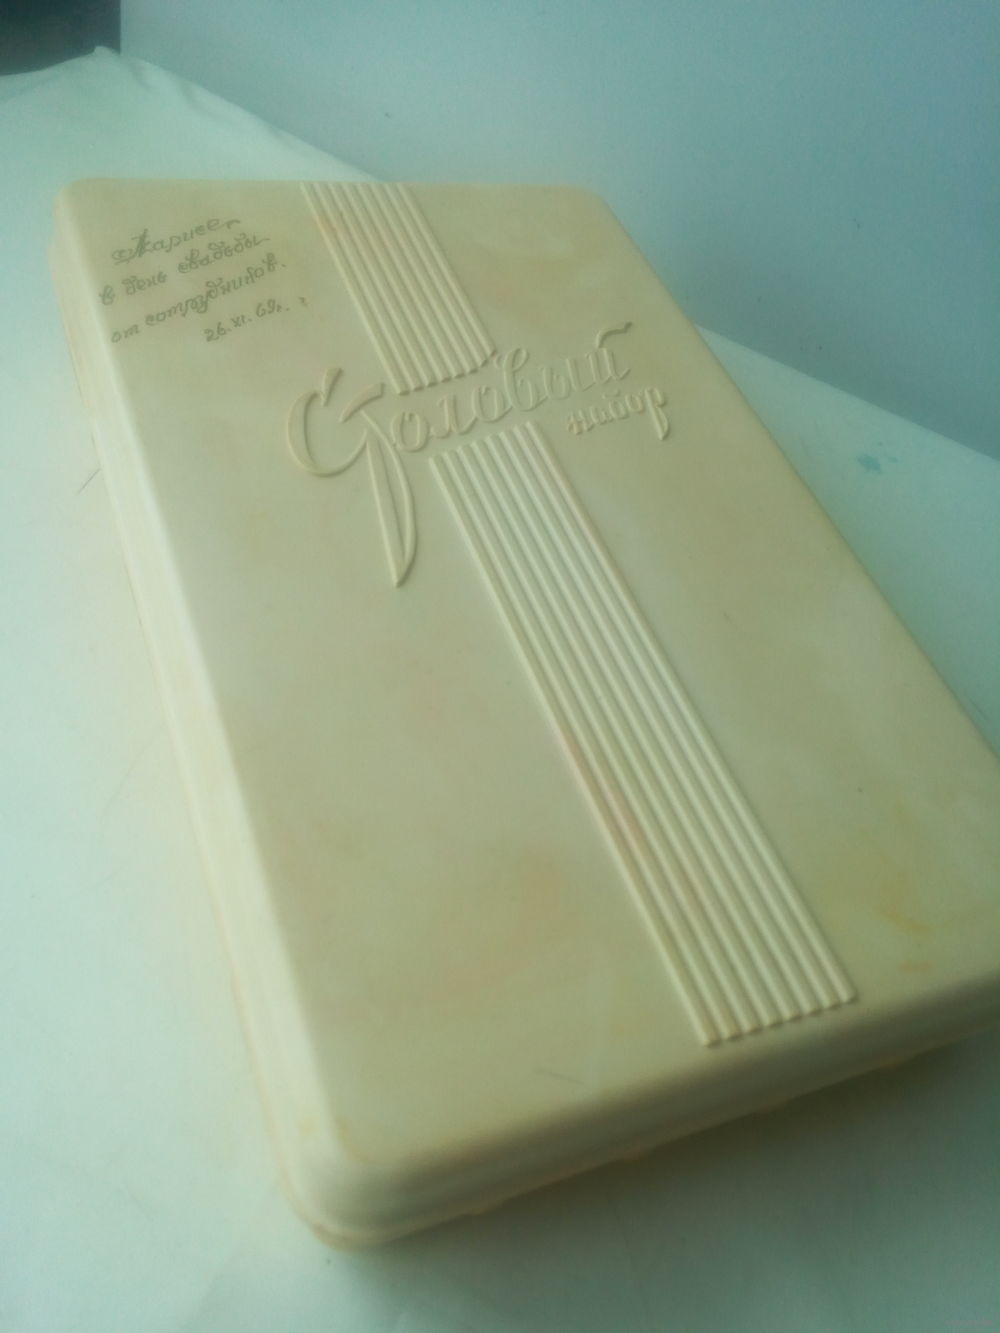 Ларисе
в день свадьбы
от сотрудников.
26.XI.69г.
Столовый
набор